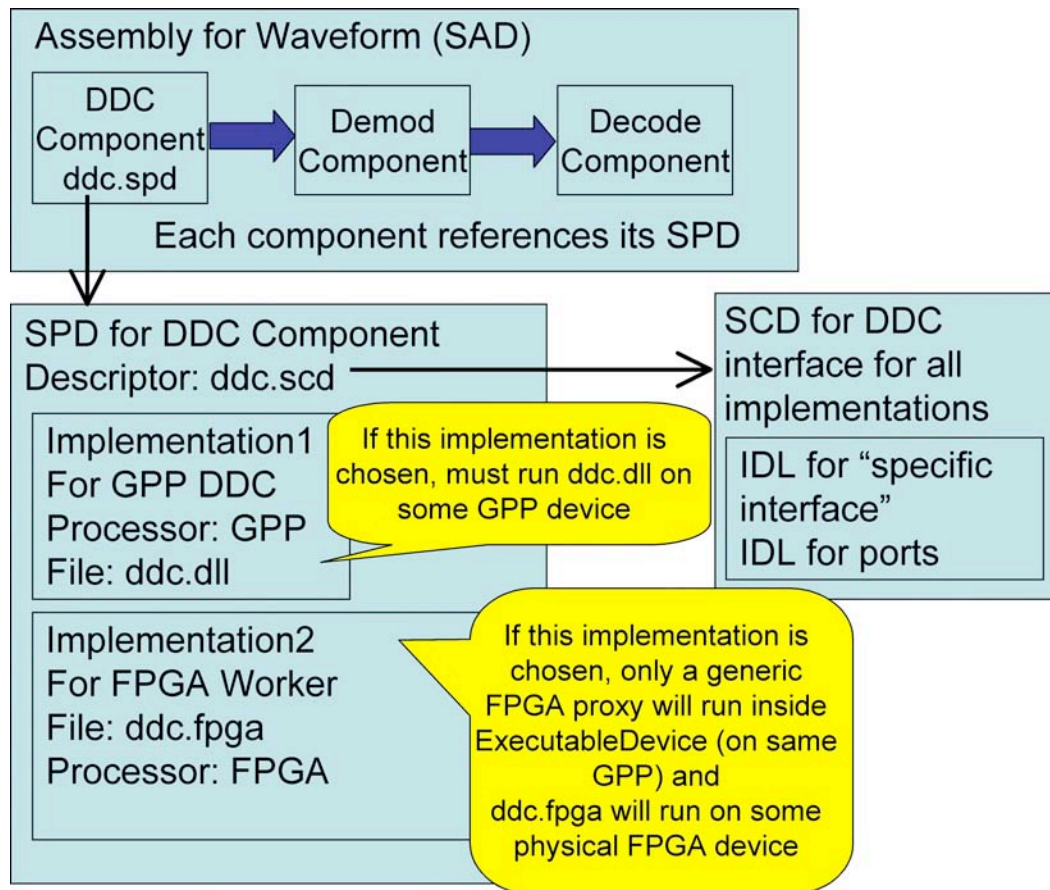 Assembly for Waveform (SAD)
DDC
Component
ddc.spd
Demod
Component
Decode
Component
Each component references its SPD
SPD for DDC Component
Descriptor: ddc.scd
Implementation1
For GPP DDC
Processor: GPP
File: ddc.dll
If this implementation is
chosen, must run ddc.dll on
some GPP device
Implementation2
For FPGA Worker
File: ddc.fpga
Processor: FPGA
If this implementation is
chosen, only a generic
FPGA proxy will run inside
ExecutableDevice (on same
GPP) and
ddc.fpga will run on some
physical FPGA device
SCD for DDC
interface for all
implementations
IDL for “specific
interface”
IDL for ports